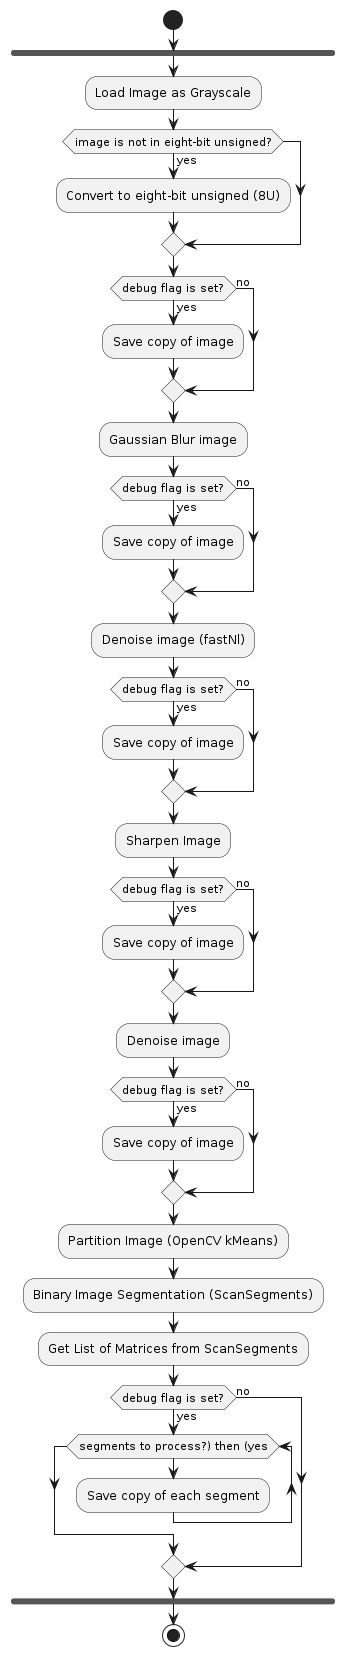 Load Image as Grayscale
image is not in eight-bit unsigned?
yes
Convert to eight-bit unsigned (8U)
debug flag is set?
no
yes
Save copy of image
Gaussian Blur image
debug flag is set?
no
yes
Save copy of image
Denoise image (fastNl)
debug flag is set?
no
yes
Save copy of image
Sharpen Image
debug flag is set?
no
yes
Save copy of image
Denoise image
debug flag is set?
no
yes
Save copy of image
Partition Image (OpenCV kMeans)
Binary Image Segmentation (ScanSegments)
Get List of Matrices from ScanSegments
debug flag is set?
no
yes
segments to process?) then (yes
Save copy of each segment